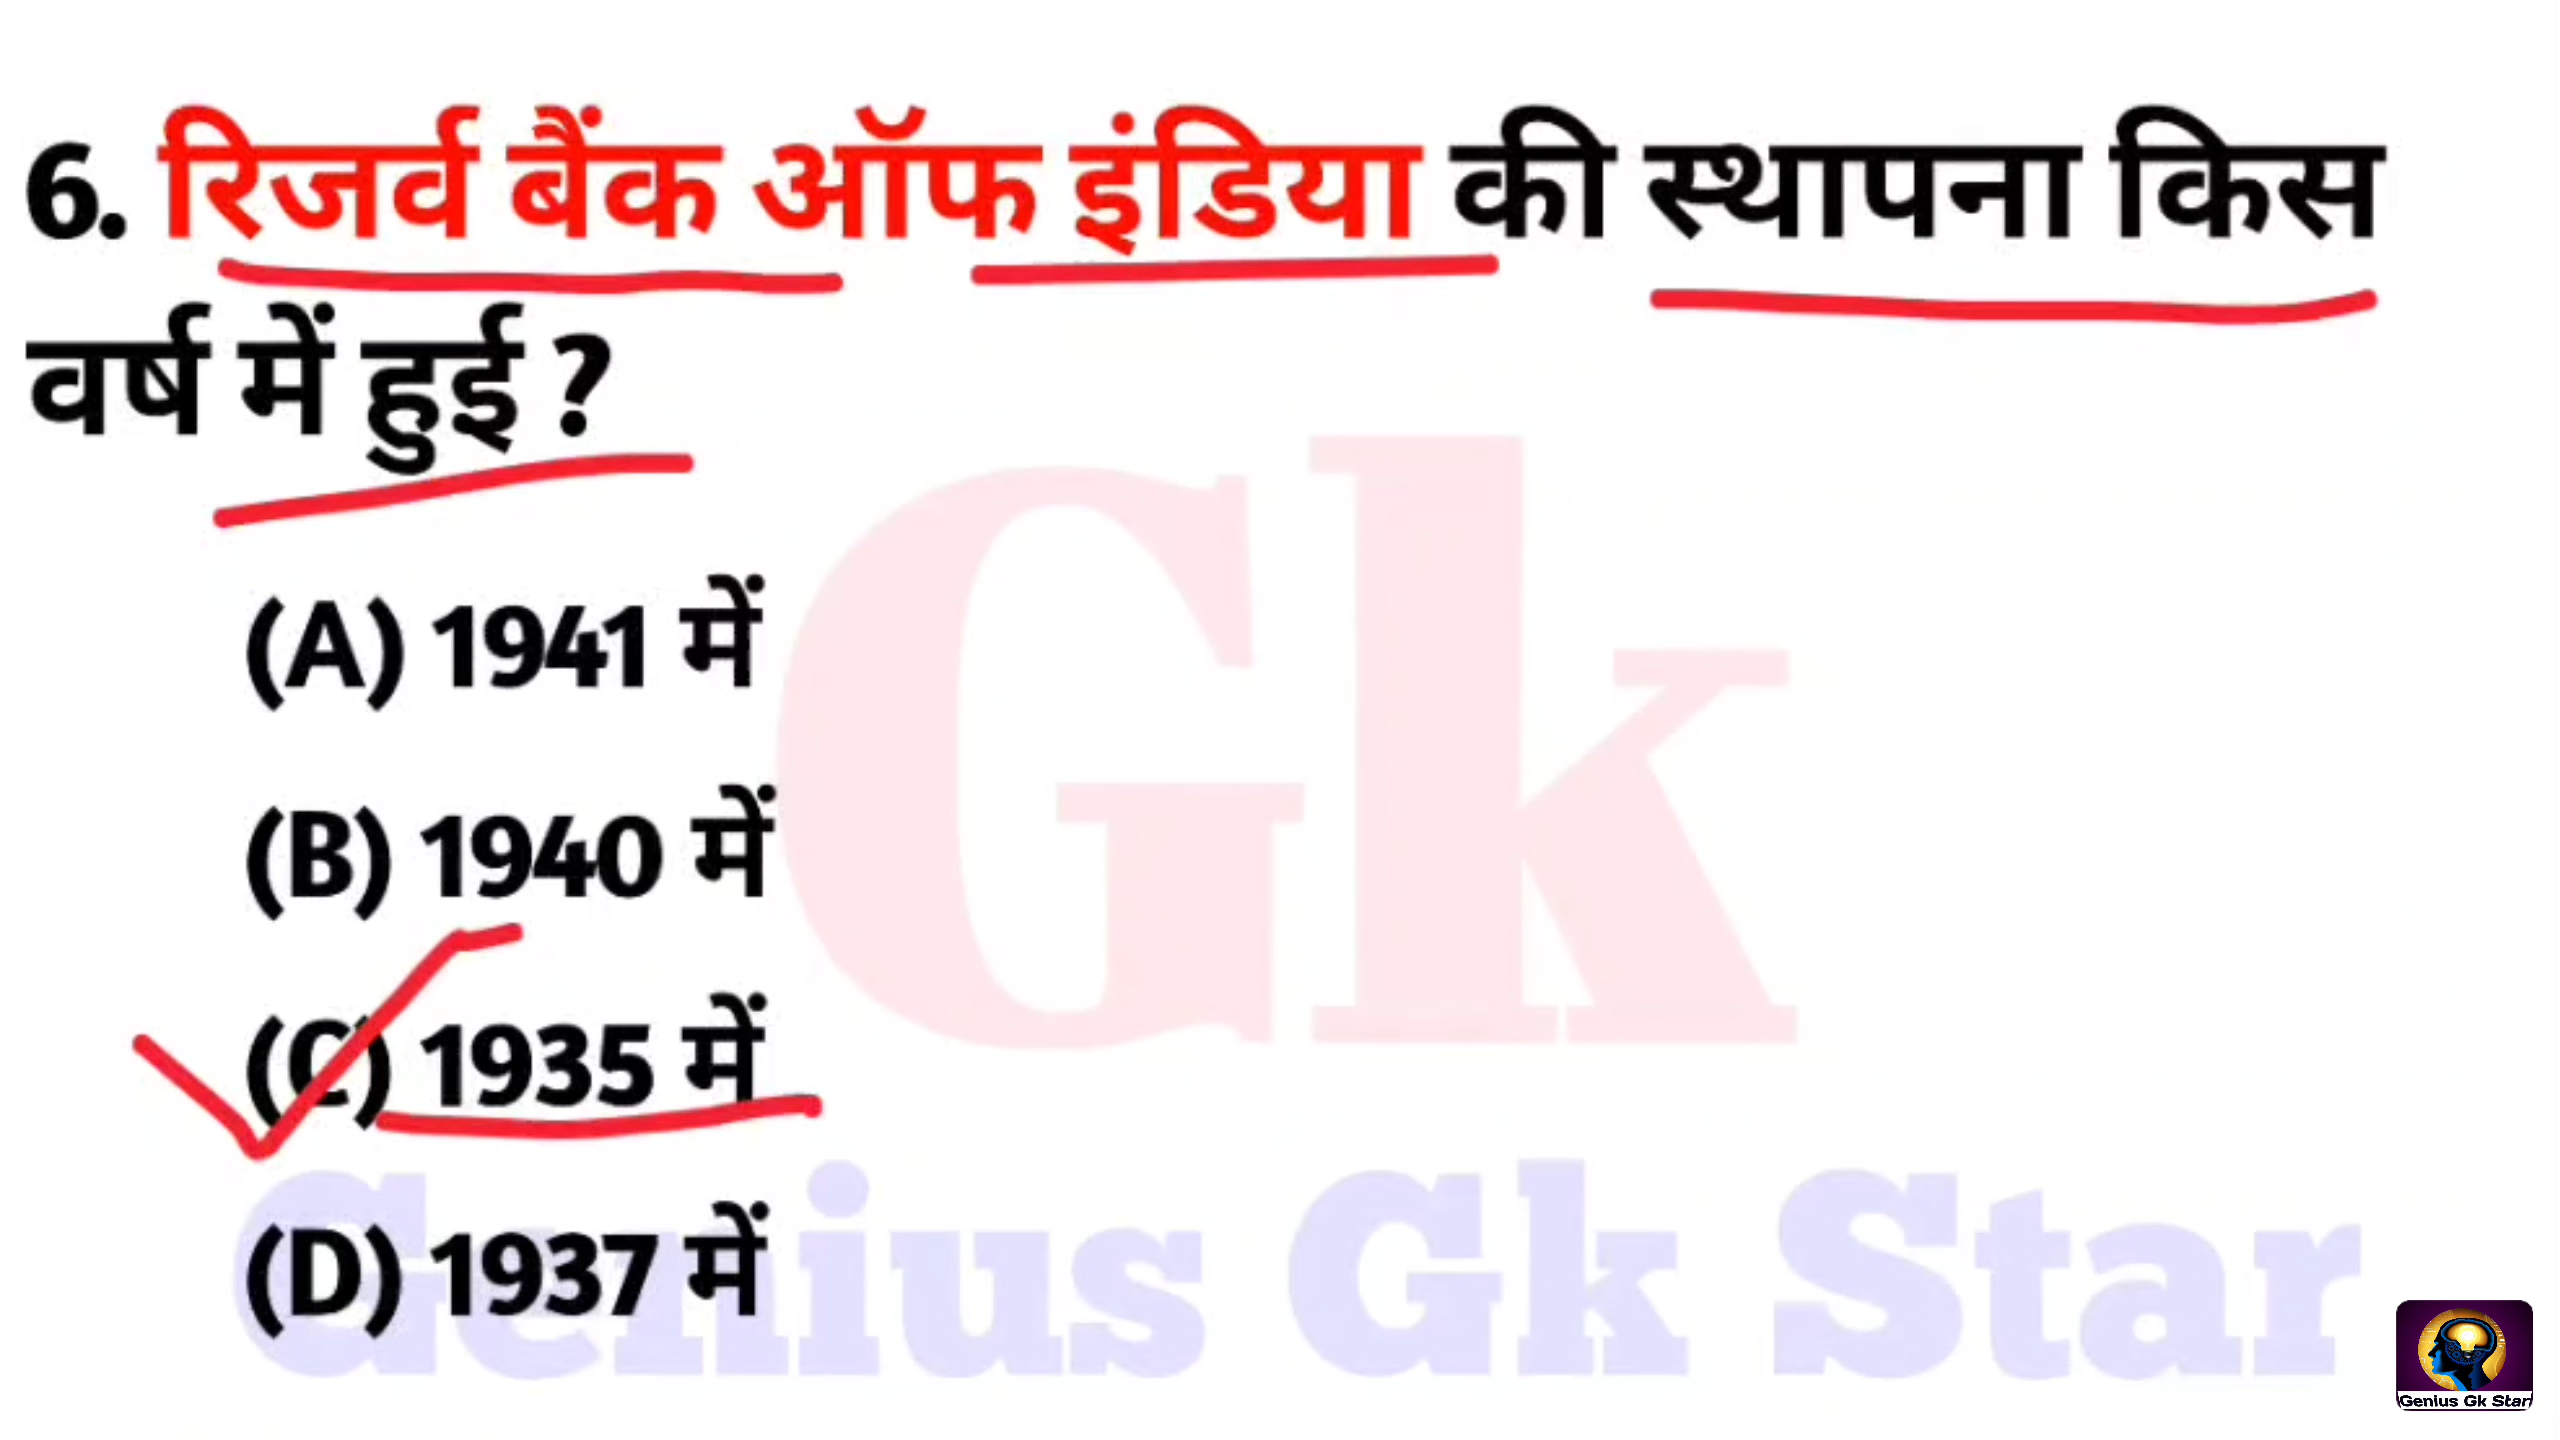 6. रिजर्व बैंक ऑफ इंडिया की स्थापना किस
वर्ष में हुई ?
(A) 1941 में
(B) 1940 में
(C) 1935 में
(D) 1937 में
Gk
Genius Gk Star
Genius Gk Star